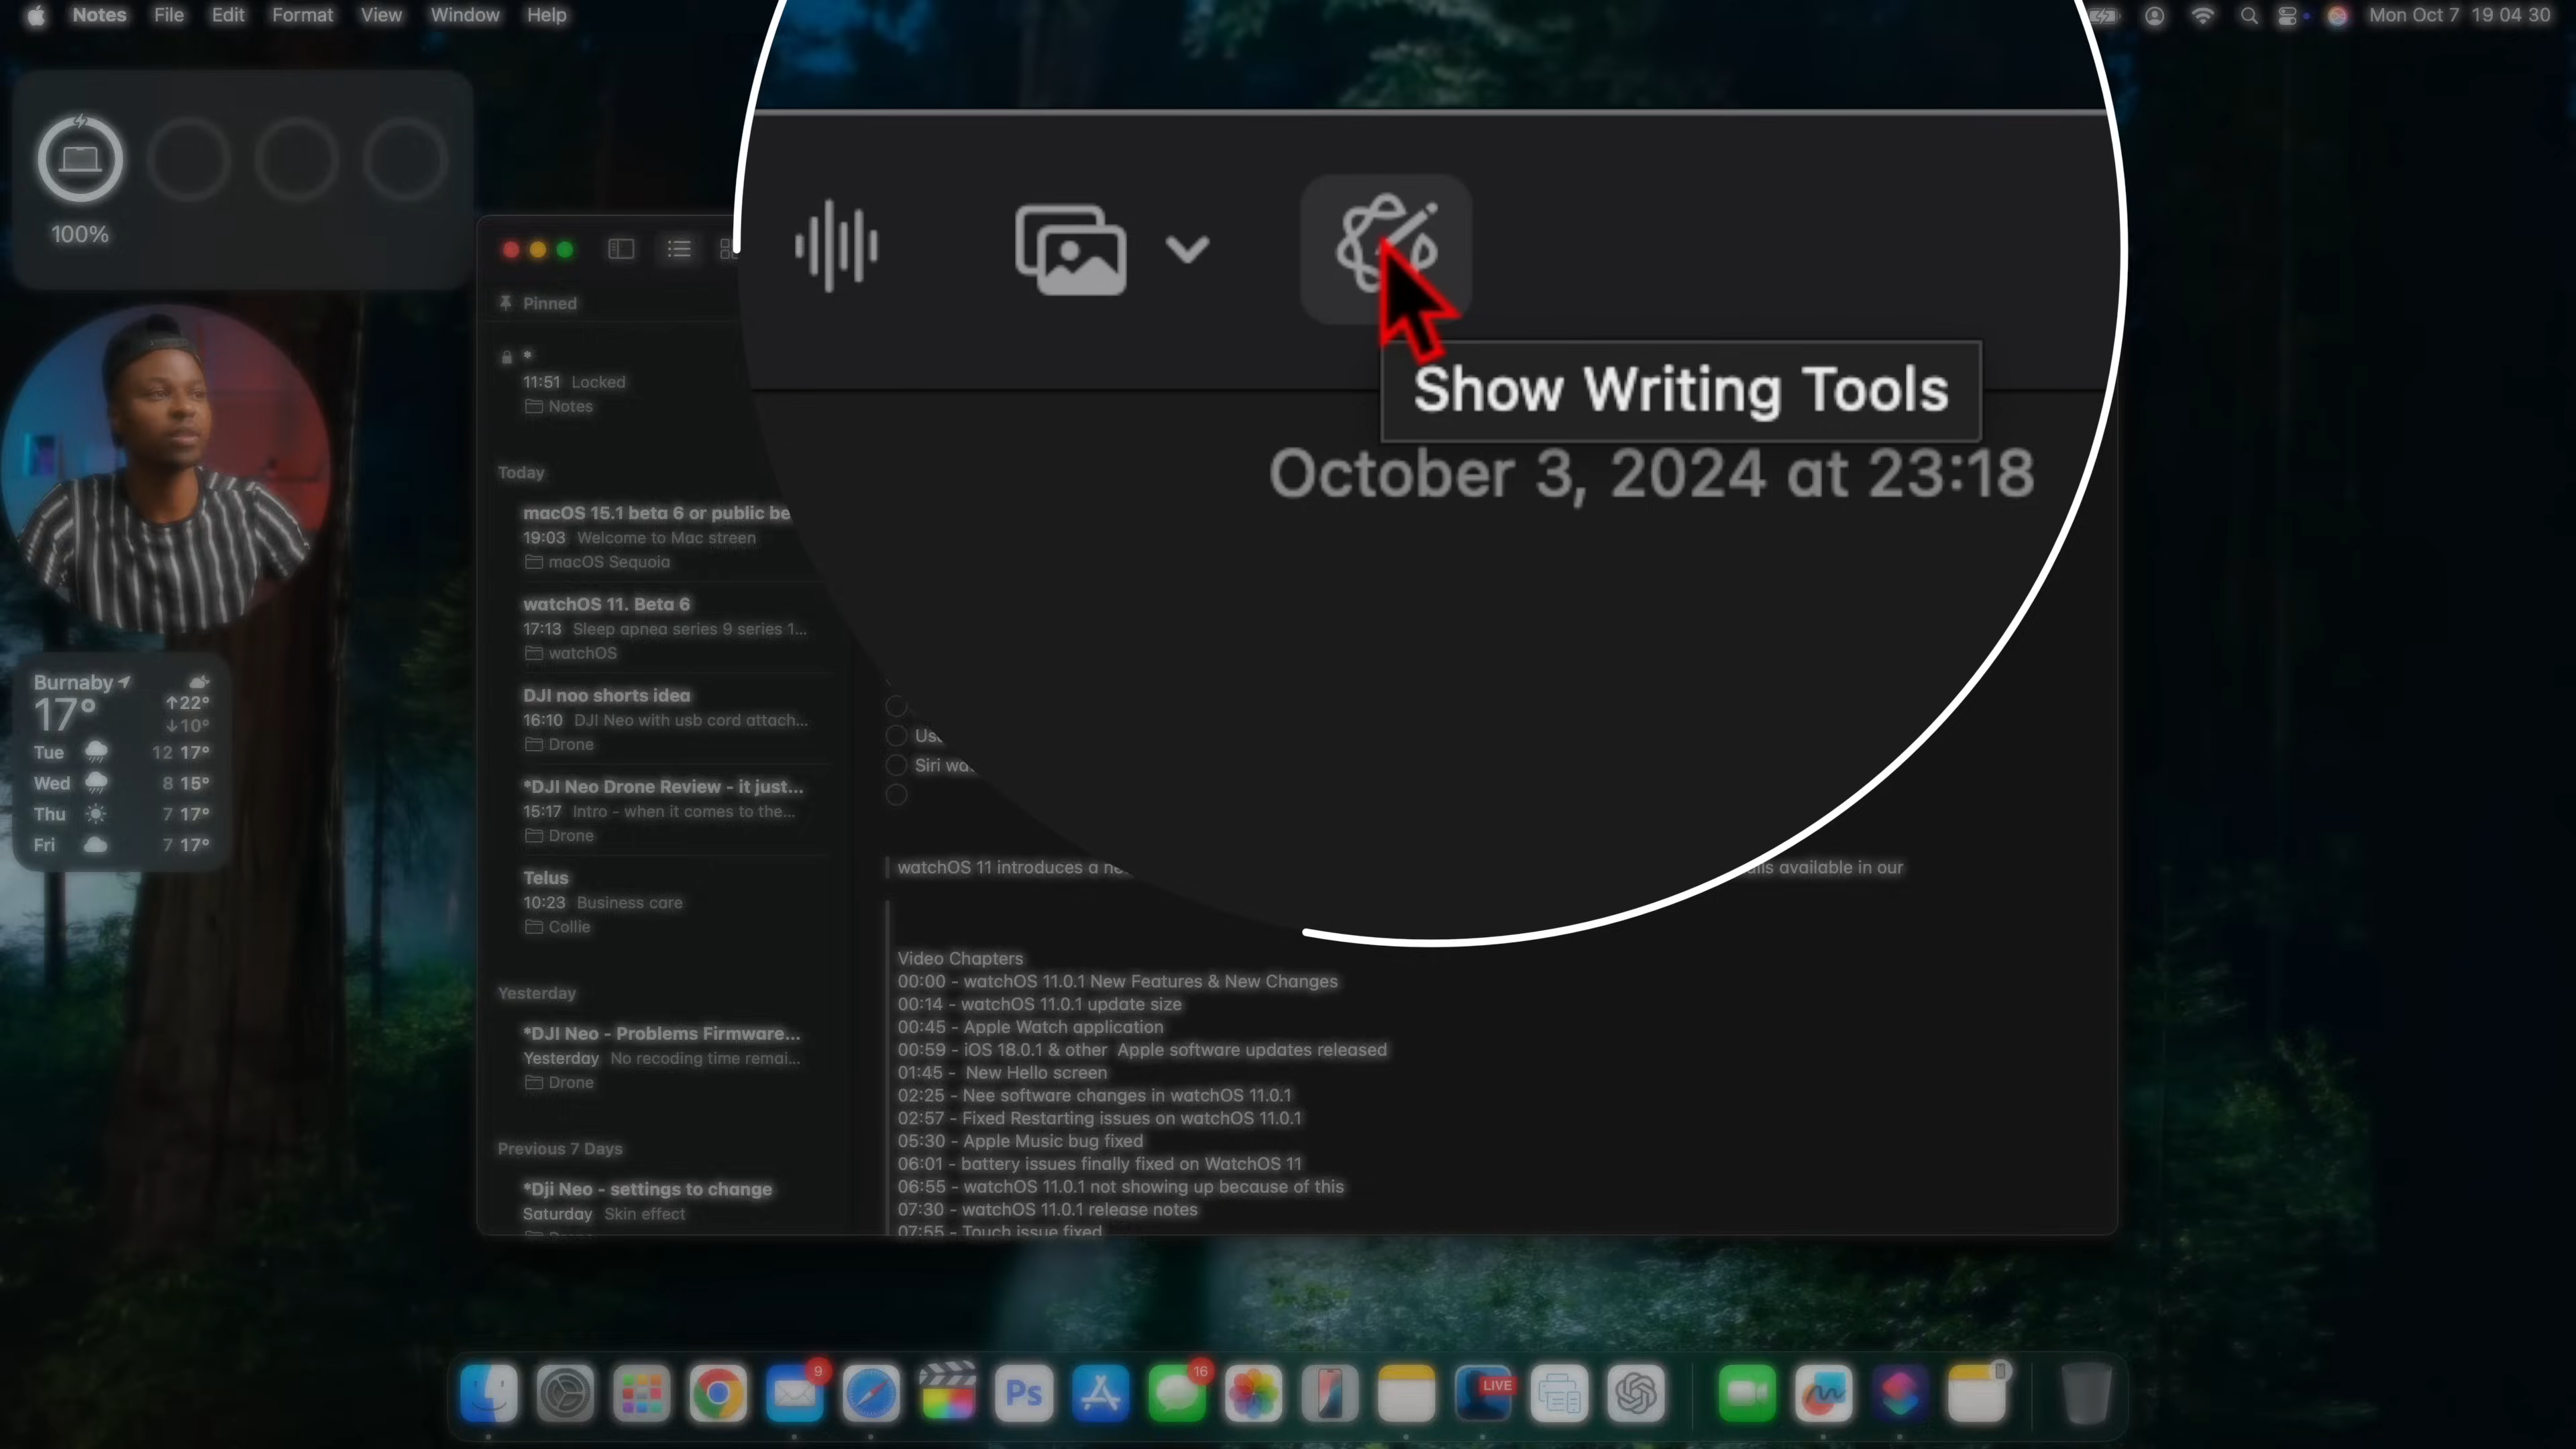 Notes File Edit Format View Window Help
Mon Oct 7 19 04 30
100%
Burnaby
17°
↑22°
↓10°
Tue 12 17°
Wed 8 15°
Thu 7 17°
Fri 7 17°
Pinned
*
11:51 Locked
Notes
Today
macOS 15.1 beta 6 or public be
19:03 Welcome to Mac streen
macOS Sequoia
watchOS 11. Beta 6
17:13 Sleep apnea series 9 series 1...
watchOS
DJI noo shorts idea
16:10 DJI Neo with usb cord attach...
Drone
*DJI Neo Drone Review - it just...
15:17 Intro - when it comes to the...
Drone
Telus
10:23 Business care
Collie
Yesterday
*DJI Neo - Problems Firmware...
Yesterday No recoding time remai...
Drone
Previous 7 Days
*Dji Neo - settings to change
Saturday Skin effect
Show Writing Tools
October 3, 2024 at 23:18
Siri
watchOS 11 introduces a
available in our
Video Chapters
00:00 - watchOS 11.0.1 New Features & New Changes
00:14 - watchOS 11.0.1 update size
00:45 - Apple Watch application
00:59 - iOS 18.0.1 & other Apple software updates released
01:45 - New Hello screen
02:25 - Nee software changes in watchOS 11.0.1
02:57 - Fixed Restarting issues on watchOS 11.0.1
05:30 - Apple Music bug fixed
06:01 - battery issues finally fixed on WatchOS 11
06:55 - watchOS 11.0.1 not showing up because of this
07:30 - watchOS 11.0.1 release notes
07:55 - Touch issue fixed
9
Ps
16
LIVE